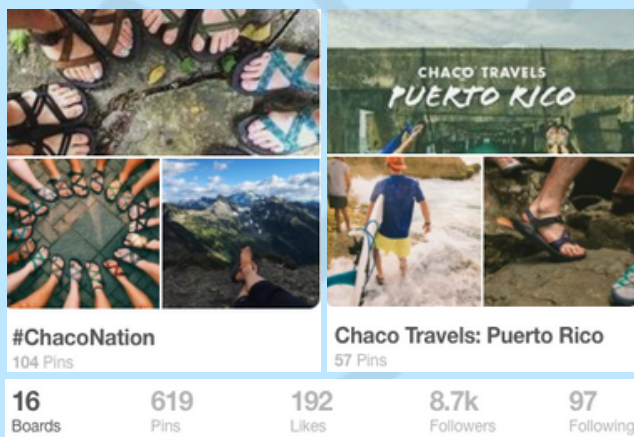 CHACO TRAVELS
PUERTO RICO
#ChacoNation
104 Pins
Chaco Travels: Puerto Rico
57 Pins
16 619 192 8.7k 97
Boards Pins Likes Followers Following